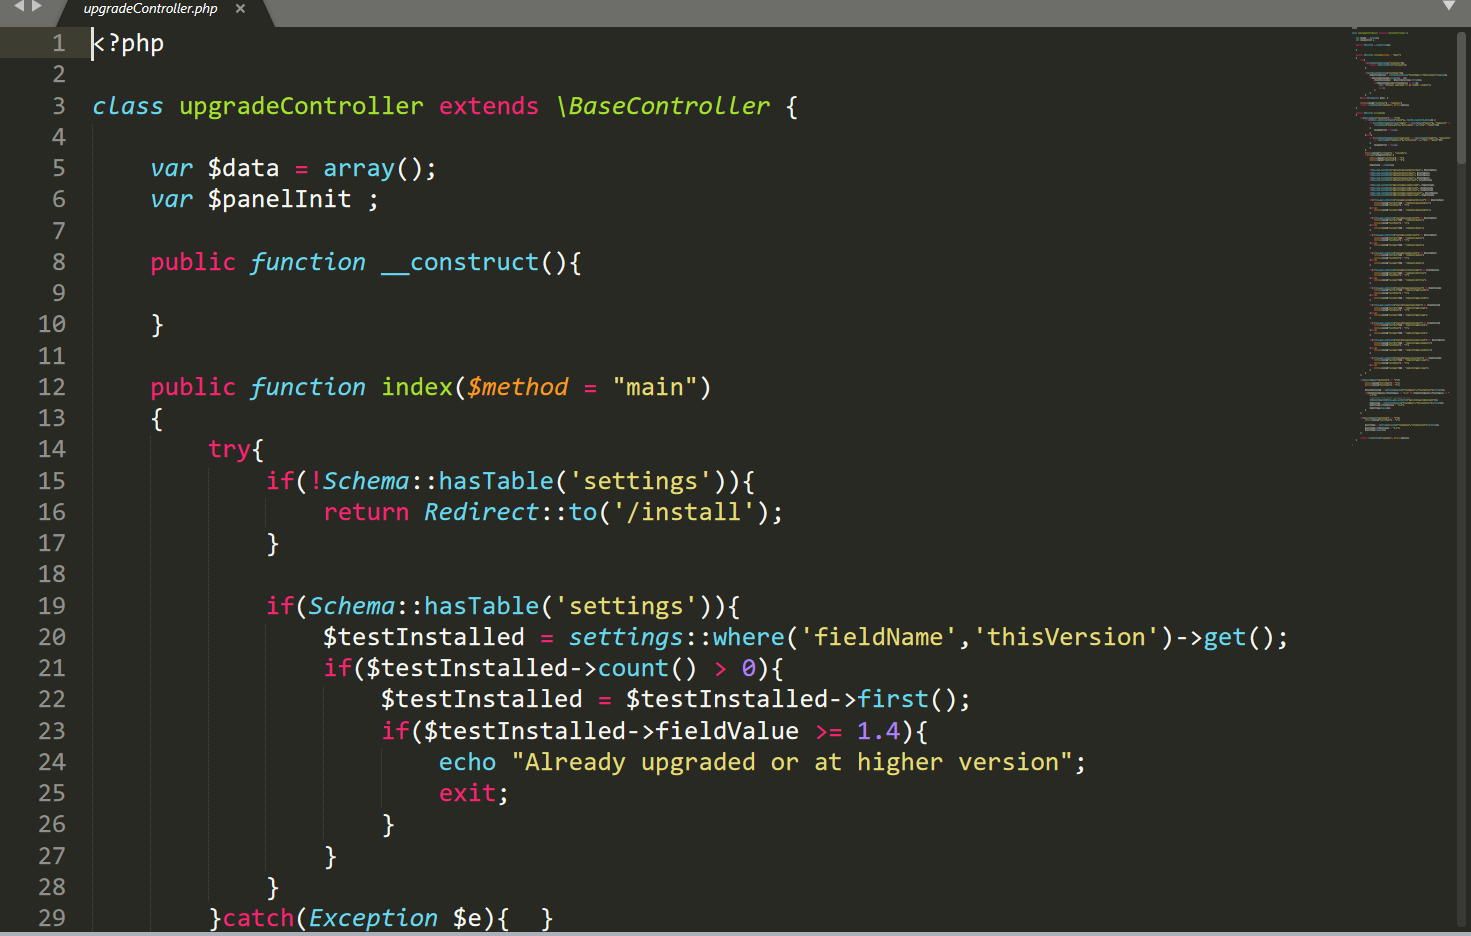 upgradeController.php ×
1 <?php
2
3 class upgradeController extends \BaseController {
4
5 var $data = array();
6 var $panelInit ;
7
8 public function __construct(){
9
10 }
11
12 public function index($method = "main")
13 {
14 try{
15 if(!Schema::hasTable('settings')){
16 return Redirect::to('/install');
17 }
18
19 if(Schema::hasTable('settings')){
20 $testInstalled = settings::where('fieldName','thisVersion')->get();
21 if($testInstalled->count() > 0){
22 $testInstalled = $testInstalled->first();
23 if($testInstalled->fieldValue >= 1.4){
24 echo "Already upgraded or at higher version";
25 exit;
26 }
27 }
28 }
29 }catch(Exception $e){  }